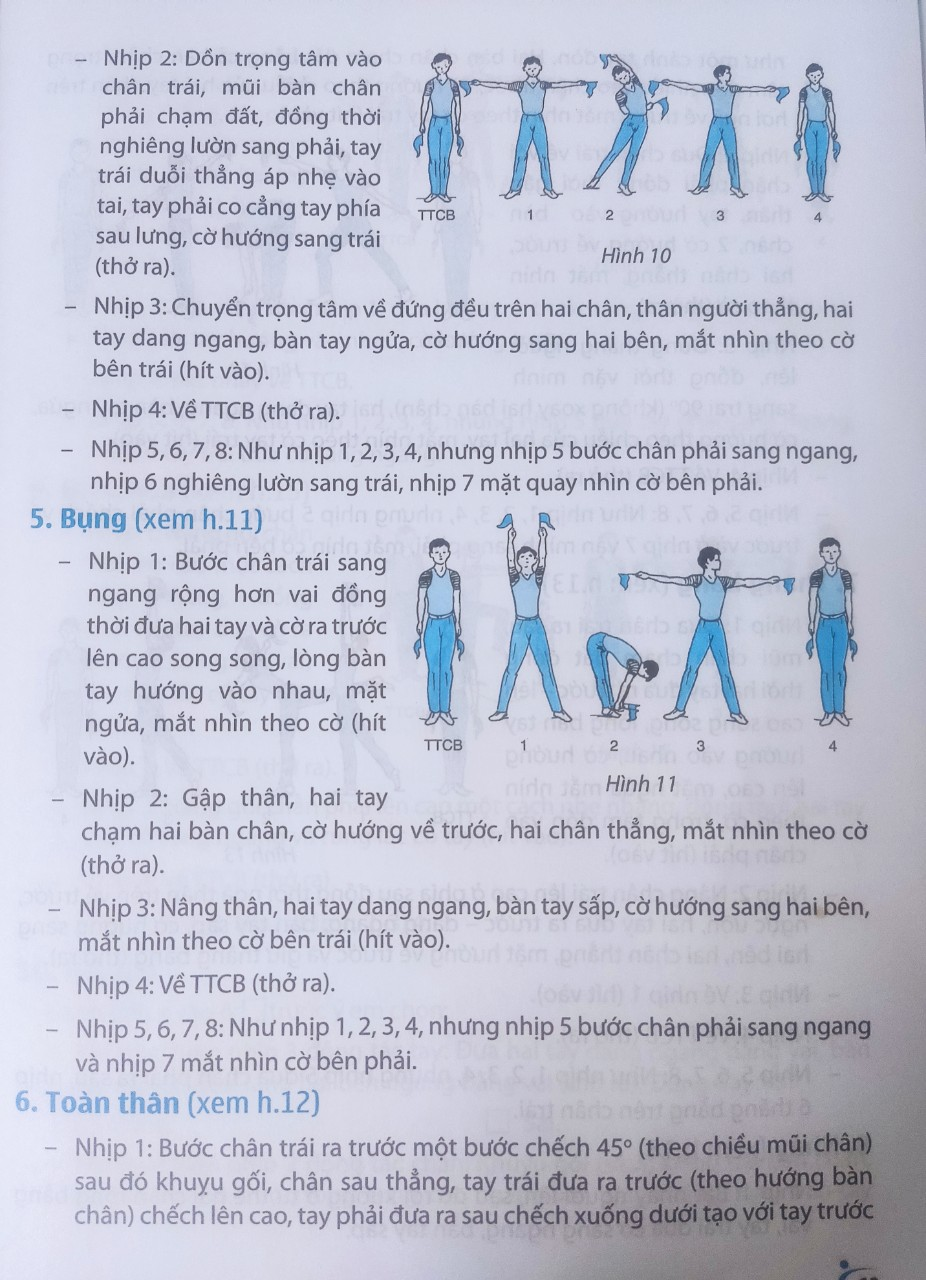 – Nhịp 2: Dồn trọng tâm vào
chân trái, mũi bàn chân
phải chạm đất, đồng thời
nghiêng lườn sang phải, tay
trái duỗi thẳng áp nhẹ vào
tai, tay phải co cẳng tay phía
sau lưng, cờ hướng sang trái
(thở ra).
TTCB 1 2 3 4
Hình 10
– Nhịp 3: Chuyển trọng tâm về đứng đều trên hai chân, thân người thẳng, hai
tay dang ngang, bàn tay ngửa, cờ hướng sang hai bên, mắt nhìn theo cờ
bên trái (hít vào).
– Nhịp 4: Về TTCB (thở ra).
– Nhịp 5, 6, 7, 8: Như nhịp 1, 2, 3, 4, nhưng nhịp 5 bước chân phải sang ngang,
nhịp 6 nghiêng lườn sang trái, nhịp 7 mặt quay nhìn cờ bên phải.
5. Bụng (xem h.11)
– Nhịp 1: Bước chân trái sang
ngang rộng hơn vai đồng
thời đưa hai tay và cờ ra trước
lên cao song song, lòng bàn
tay hướng vào nhau, mặt
ngửa, mắt nhìn theo cờ (hít
vào).
TTCB 1 2 3 4
Hình 11
– Nhịp 2: Gập thận, hai tay
chạm hai bàn chân, cờ hướng về trước, hai chân thẳng, mắt nhìn theo cờ
(thở ra).
– Nhịp 3: Nâng thân, hai tay dang ngang, bàn tay sấp, cờ hướng sang hai bên,
mắt nhìn theo cờ bên trái (hít vào).
– Nhịp 4: Về TTCB (thở ra).
– Nhịp 5, 6, 7, 8: Như nhịp 1, 2, 3, 4, nhưng nhịp 5 bước chân phải sang ngang
và nhịp 7 mắt nhìn cờ bên phải.
6. Toàn thân (xem h.12)
– Nhịp 1: Bước chân trái ra trước một bước chếch 45° (theo chiều mũi chân)
sau đó khuỵu gối, chân sau thẳng, tay trái đưa ra trước (theo hướng bàn
chân) chếch lên cao, tay phải đưa ra sau chếch xuống dưới tạo với tay trước